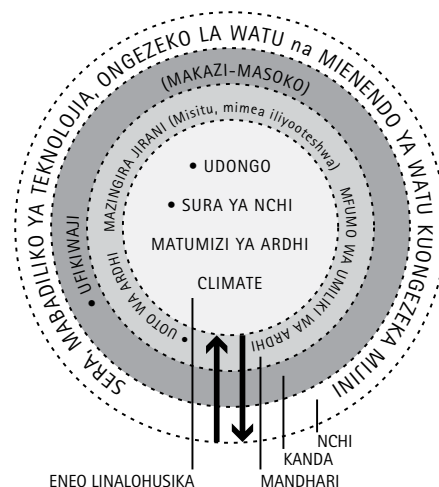 SERA, MABADILIKO YA TEKNOLOJIA, ONGEZEKO LA WATU na MIENENDO YA WATU KUONGEZEKA MIJINI
(MAKAZI-MASOKO)
• UFIKIWAJI
MAZINGIRA JIRANI (Misitu, mimea iliyooteshwa)
MFUMO WA UMILIKI WA ARDHI
• UOTO WA ARDHI
• UDONGO
• SURA YA NCHI
MATUMIZI YA ARDHI
CLIMATE
NCHI
KANDA
ENEO LINALOHUSIKA
MANDHARI